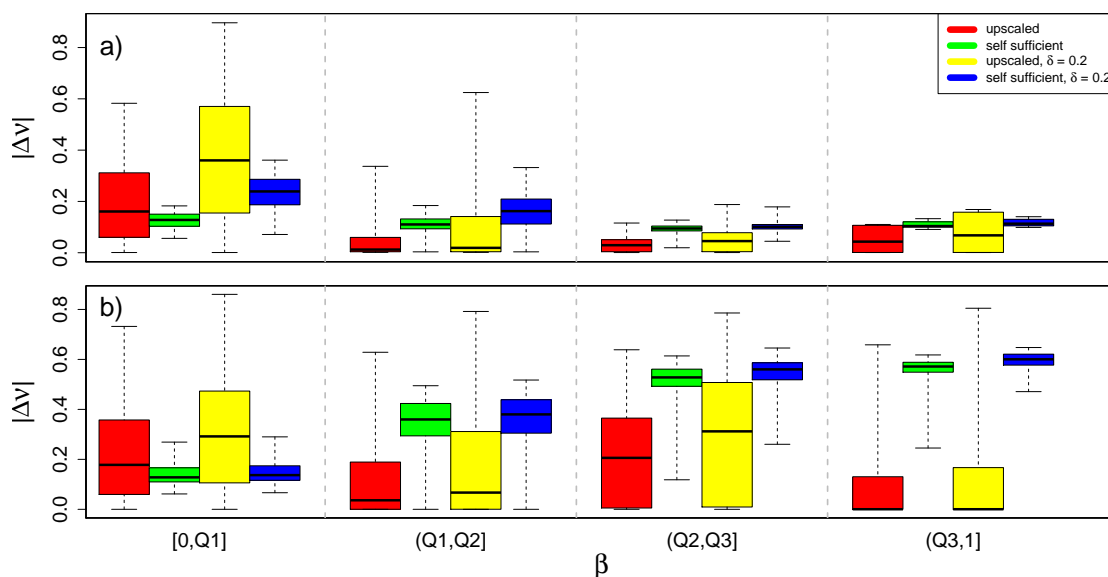 a)
upscaled
self sufficient
upscaled, δ = 0.2
self sufficient, δ = 0.2
|Δν|
0.0 0.2 0.4 0.6 0.8
b)
|Δν|
0.0 0.2 0.4 0.6 0.8
[0,Q1] (Q1,Q2] (Q2,Q3] (Q3,1]
β